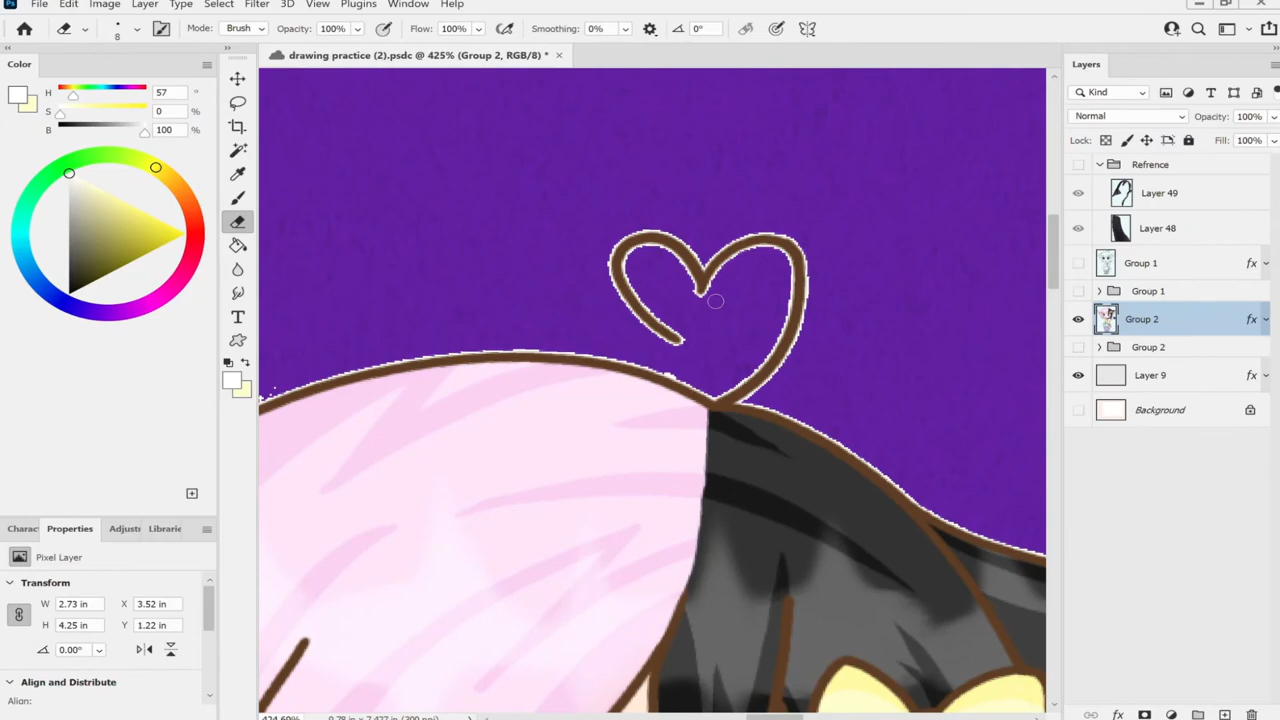 Ps File Edit Image Layer Type Select Filter 3D View Plugins Window Help
8 Mode: Brush Opacity: 100% Flow: 100% Smoothing: 0% 0°
drawing practice (2).psdc @ 425% (Group 2, RGB/8) * ×
Color
H 57 °
S 0 %
B 100 %
Charac Properties Adjust Librarie
Pixel Layer
Transform
W 2.73 in X 3.52 in
H 4.25 in Y 1.22 in
0.00°
Align and Distribute
Align:
Layers
Kind
Normal Opacity: 100%
Lock: Fill: 100%
Refrence
Layer 49
Layer 48
Group 1 fx
Group 1
Group 2 fx
Group 2
Layer 9 fx
Background
fx